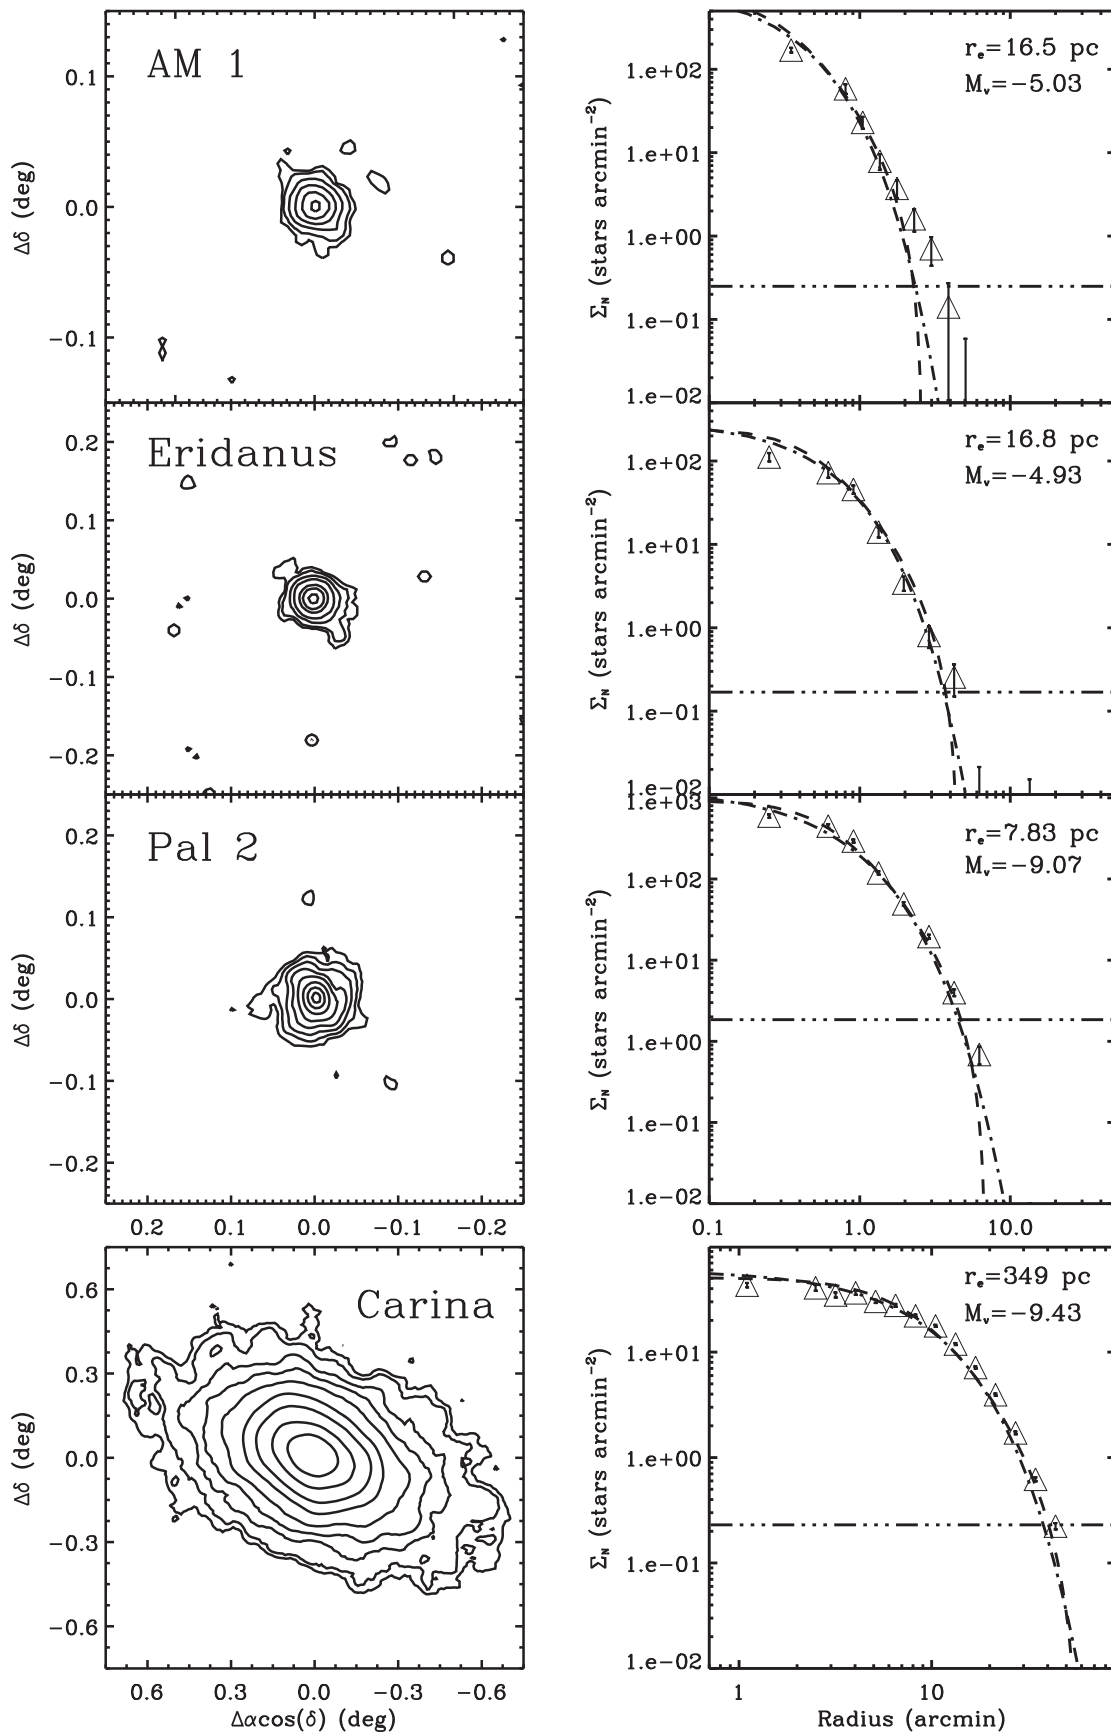 AM 1
Δδ (deg)
0.1
0.0
−0.1
r_e=16.5 pc
M_v=−5.03
Σ_N (stars arcmin^−2)
1.e+02
1.e+01
1.e+00
1.e−01
1.e−02
Eridanus
Δδ (deg)
0.2
0.1
0.0
−0.1
−0.2
r_e=16.8 pc
M_v=−4.93
Σ_N (stars arcmin^−2)
1.e+02
1.e+01
1.e+00
1.e−01
1.e−02
Pal 2
Δδ (deg)
0.2
0.1
0.0
−0.1
−0.2
0.2 0.1 0.0 −0.1 −0.2
r_e=7.83 pc
M_v=−9.07
Σ_N (stars arcmin^−2)
1.e+03
1.e+02
1.e+01
1.e+00
1.e−01
1.e−02
0.1 1.0 10.0
Carina
Δδ (deg)
0.6
0.3
0.0
−0.3
−0.6
0.6 0.3 0.0 −0.3 −0.6
Δαcos(δ) (deg)
r_e=349 pc
M_v=−9.43
Σ_N (stars arcmin^−2)
1.e+01
1.e+00
1.e−01
1.e−02
1 10
Radius (arcmin)